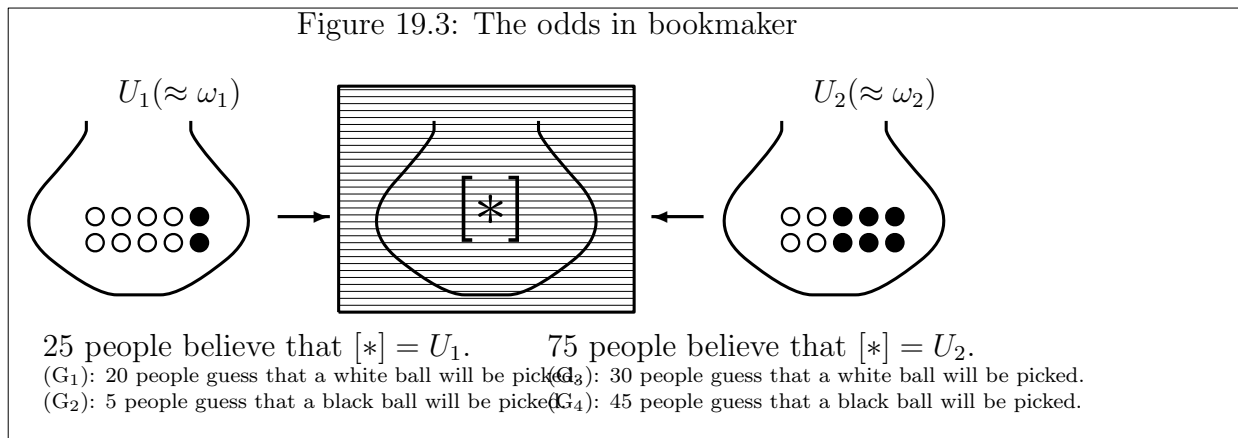 Figure 19.3: The odds in bookmaker
U₁(≈ ω₁)
U₂(≈ ω₂)
[∗]
25 people believe that [∗] = U₁.
75 people believe that [∗] = U₂.
(G₁): 20 people guess that a white ball will be picked.
(G₃): 30 people guess that a white ball will be picked.
(G₂): 5 people guess that a black ball will be picked.
(G₄): 45 people guess that a black ball will be picked.